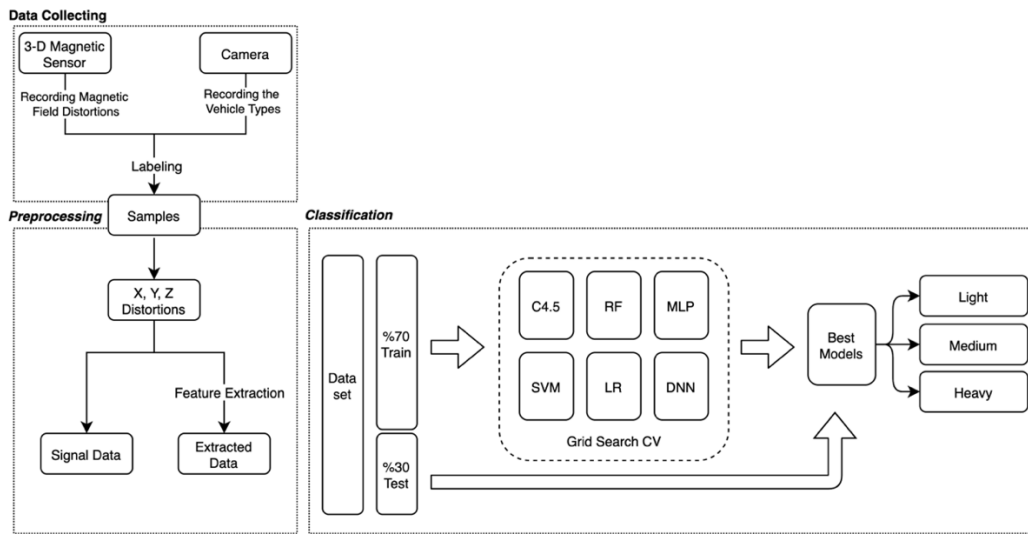 Data Collecting
3-D Magnetic
Sensor
Camera
Recording Magnetic
Field Distortions
Recording the
Vehicle Types
Labeling
Samples
Preprocessing
X, Y, Z
Distortions
Feature Extraction
Signal Data
Extracted
Data
Classification
Data
set
%70
Train
%30
Test
C4.5
RF
MLP
SVM
LR
DNN
Grid Search CV
Best
Models
Light
Medium
Heavy